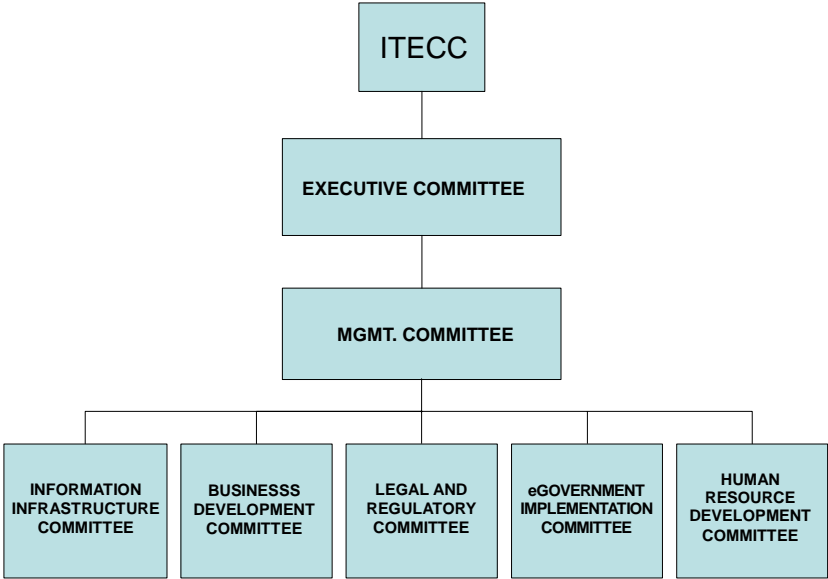 ITECC
EXECUTIVE COMMITTEE
MGMT. COMMITTEE
INFORMATION
INFRASTRUCTURE
COMMITTEE
BUSINESSS
DEVELOPMENT
COMMITTEE
LEGAL AND
REGULATORY
COMMITTEE
eGOVERNMENT
IMPLEMENTATION
COMMITTEE
HUMAN
RESOURCE
DEVELOPMENT
COMMITTEE